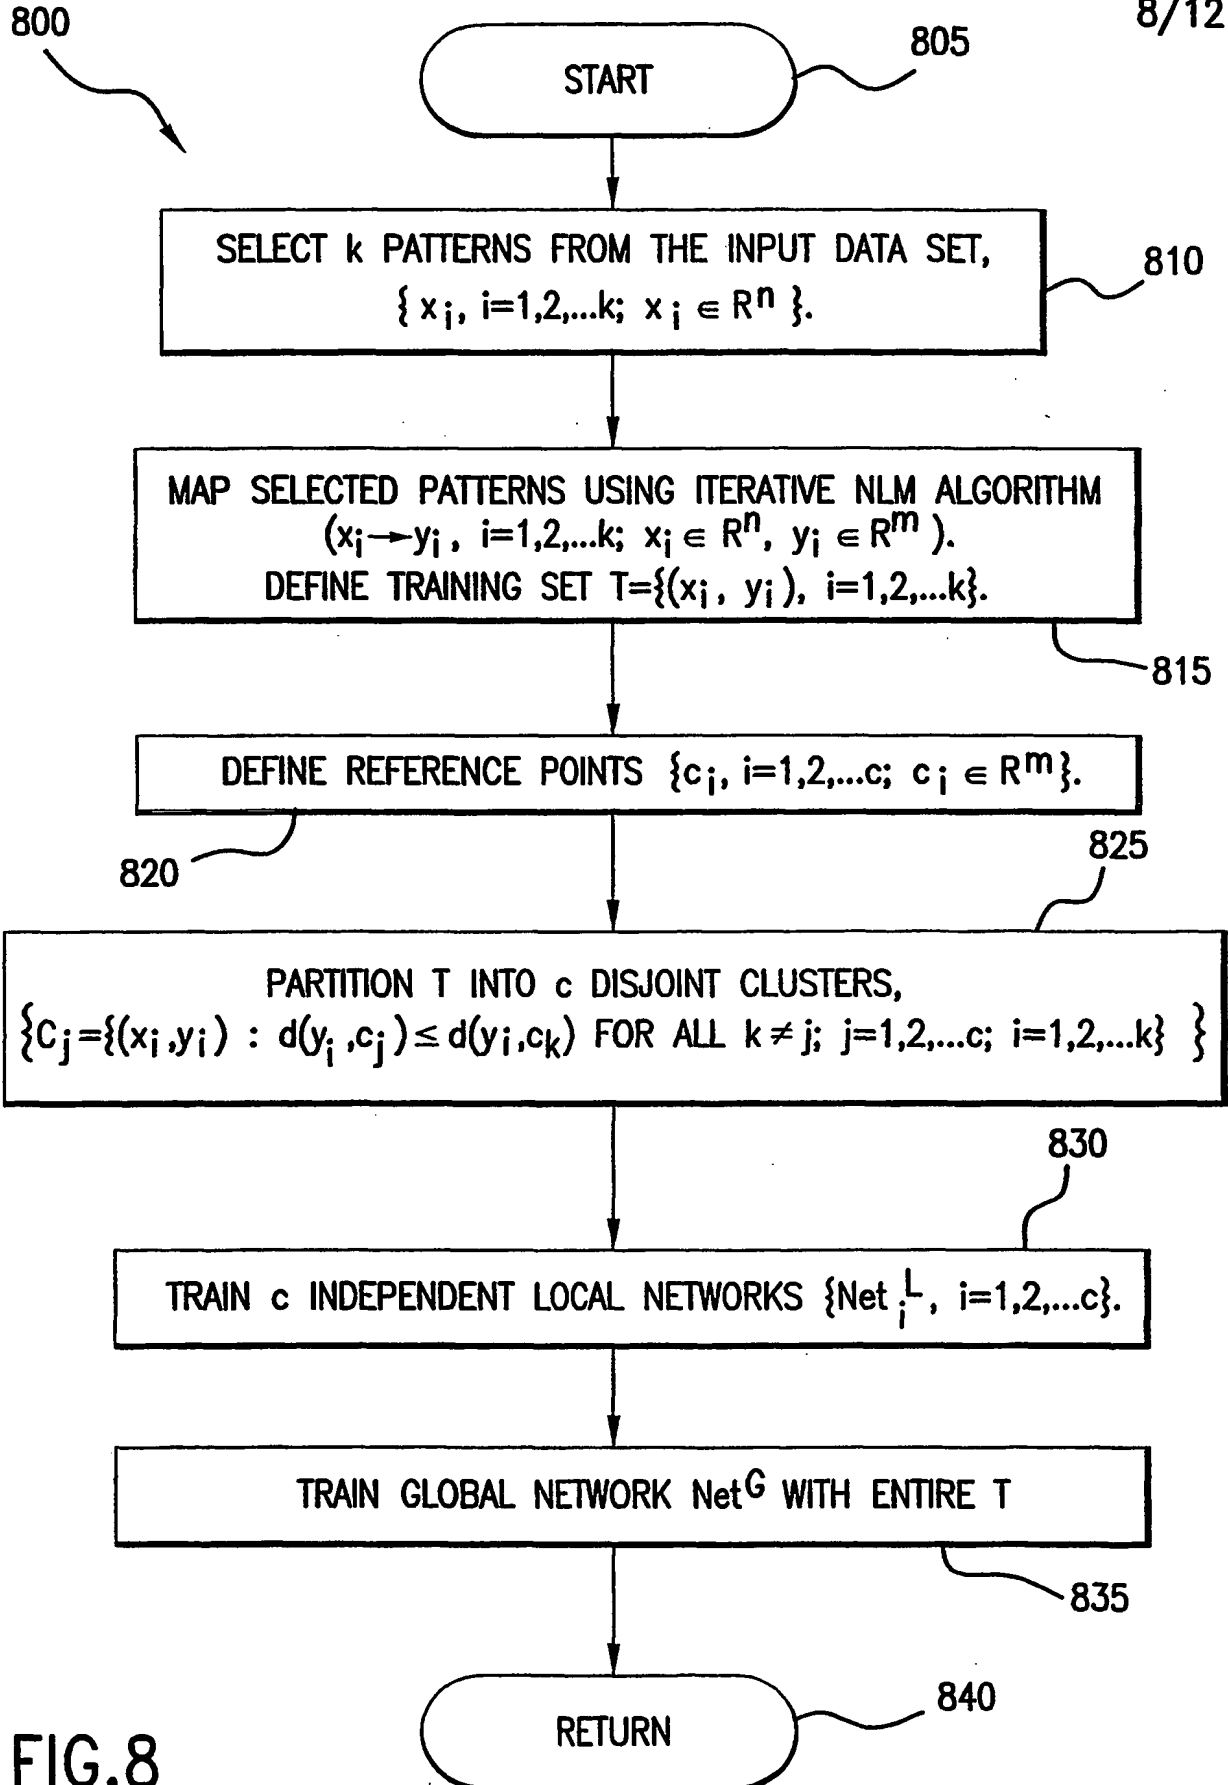 800
8/12
START
805
SELECT k PATTERNS FROM THE INPUT DATA SET,
{ x_i, i=1,2,...k; x_i ∈ R^n }.
810
MAP SELECTED PATTERNS USING ITERATIVE NLM ALGORITHM
(x_i→y_i, i=1,2,...k; x_i ∈ R^n, y_i ∈ R^m ).
DEFINE TRAINING SET T={(x_i, y_i), i=1,2,...k}.
815
DEFINE REFERENCE POINTS {c_i, i=1,2,...c; c_i ∈ R^m}.
820
825
PARTITION T INTO c DISJOINT CLUSTERS,
{C_j={(x_i,y_i) : d(y_i,c_j) ≤ d(y_i,c_k) FOR ALL k ≠ j; j=1,2,...c; i=1,2,...k} }
830
TRAIN c INDEPENDENT LOCAL NETWORKS {Net_i^L, i=1,2,...c}.
TRAIN GLOBAL NETWORK Net^G WITH ENTIRE T
835
RETURN
840
FIG.8